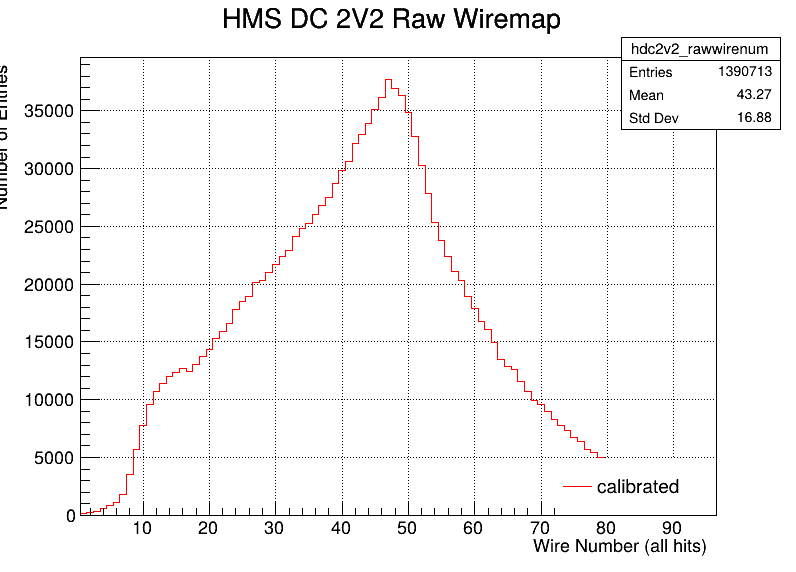 HMS DC 2V2 Raw Wiremap
hdc2v2_rawwirenum
Entries 1390713
Mean 43.27
Std Dev 16.88
Number of Entries
35000
30000
25000
20000
15000
10000
5000
0
calibrated
10 20 30 40 50 60 70 80 90
Wire Number (all hits)